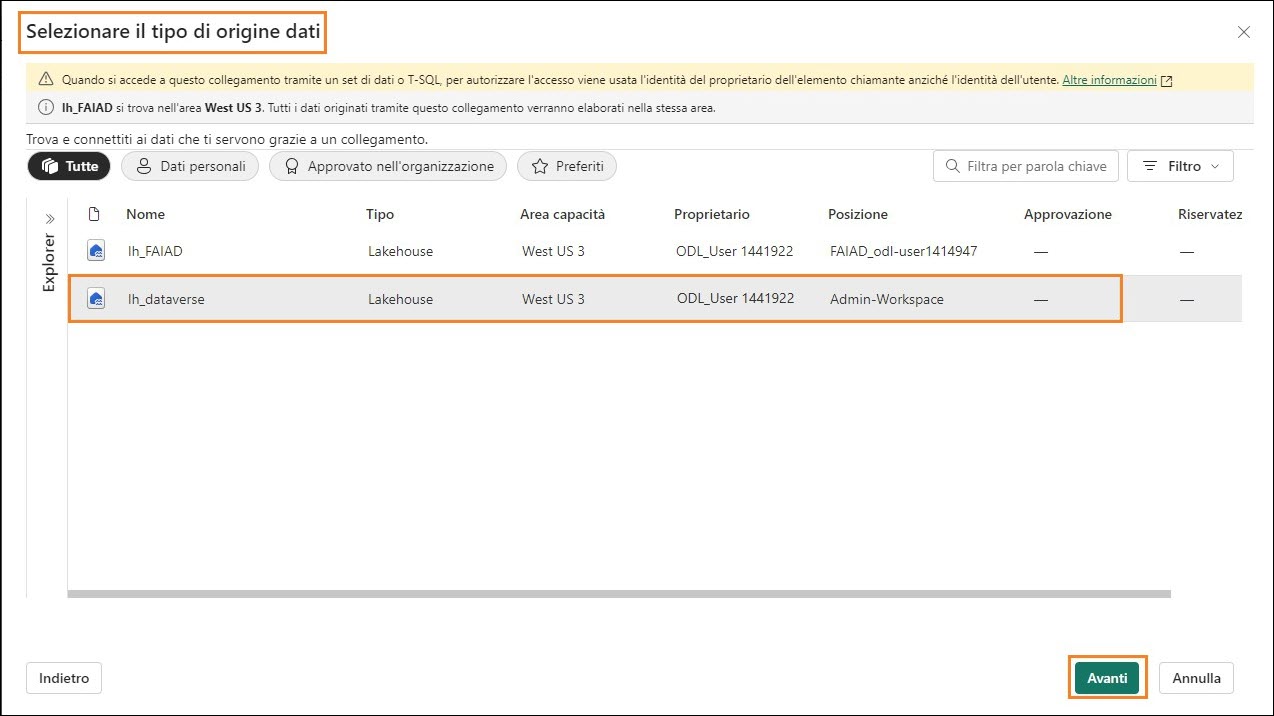 Selezionare il tipo di origine dati
Quando si accede a questo collegamento tramite un set di dati o T-SQL, per autorizzare l'accesso viene usata l'identità del proprietario dell'elemento chiamante anziché l'identità dell'utente. Altre informazioni
lh_FAIAD si trova nell'area West US 3. Tutti i dati originati tramite questo collegamento verranno elaborati nella stessa area.
Trova e connettiti ai dati che ti servono grazie a un collegamento.
Tutte Dati personali Approvato nell'organizzazione Preferiti Filtra per parola chiave Filtro
Explorer
Nome Tipo Area capacità Proprietario Posizione Approvazione Riservatez
lh_FAIAD Lakehouse West US 3 ODL_User 1441922 FAIAD_odl-user1414947 — —
lh_dataverse Lakehouse West US 3 ODL_User 1441922 Admin-Workspace — —
Indietro Avanti Annulla